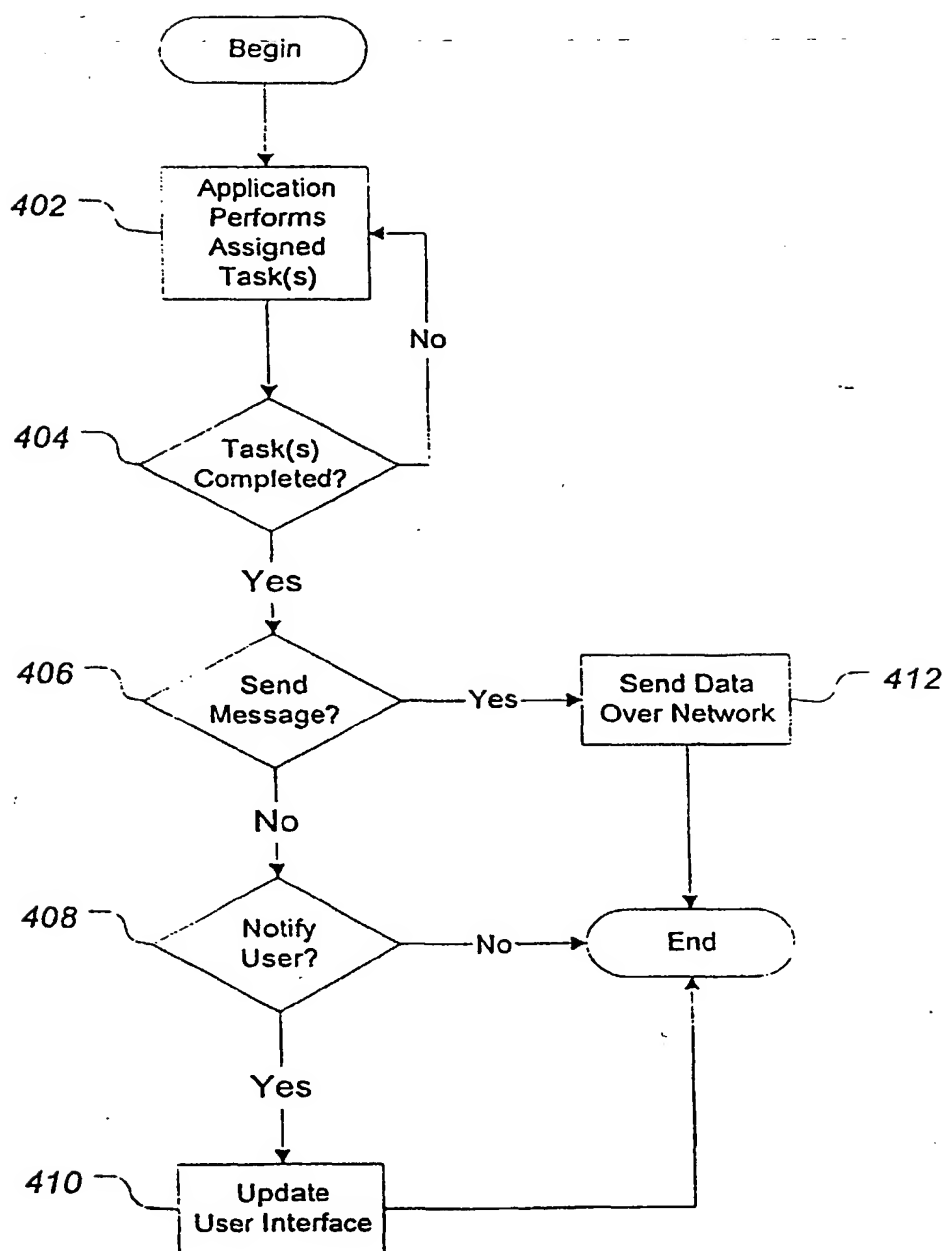 Begin
402
Application
Performs
Assigned
Task(s)
No
404
Task(s)
Completed?
Yes
406
Send
Message?
Yes
Send Data
Over Network
412
No
408
Notify
User?
No
End
Yes
410
Update
User Interface